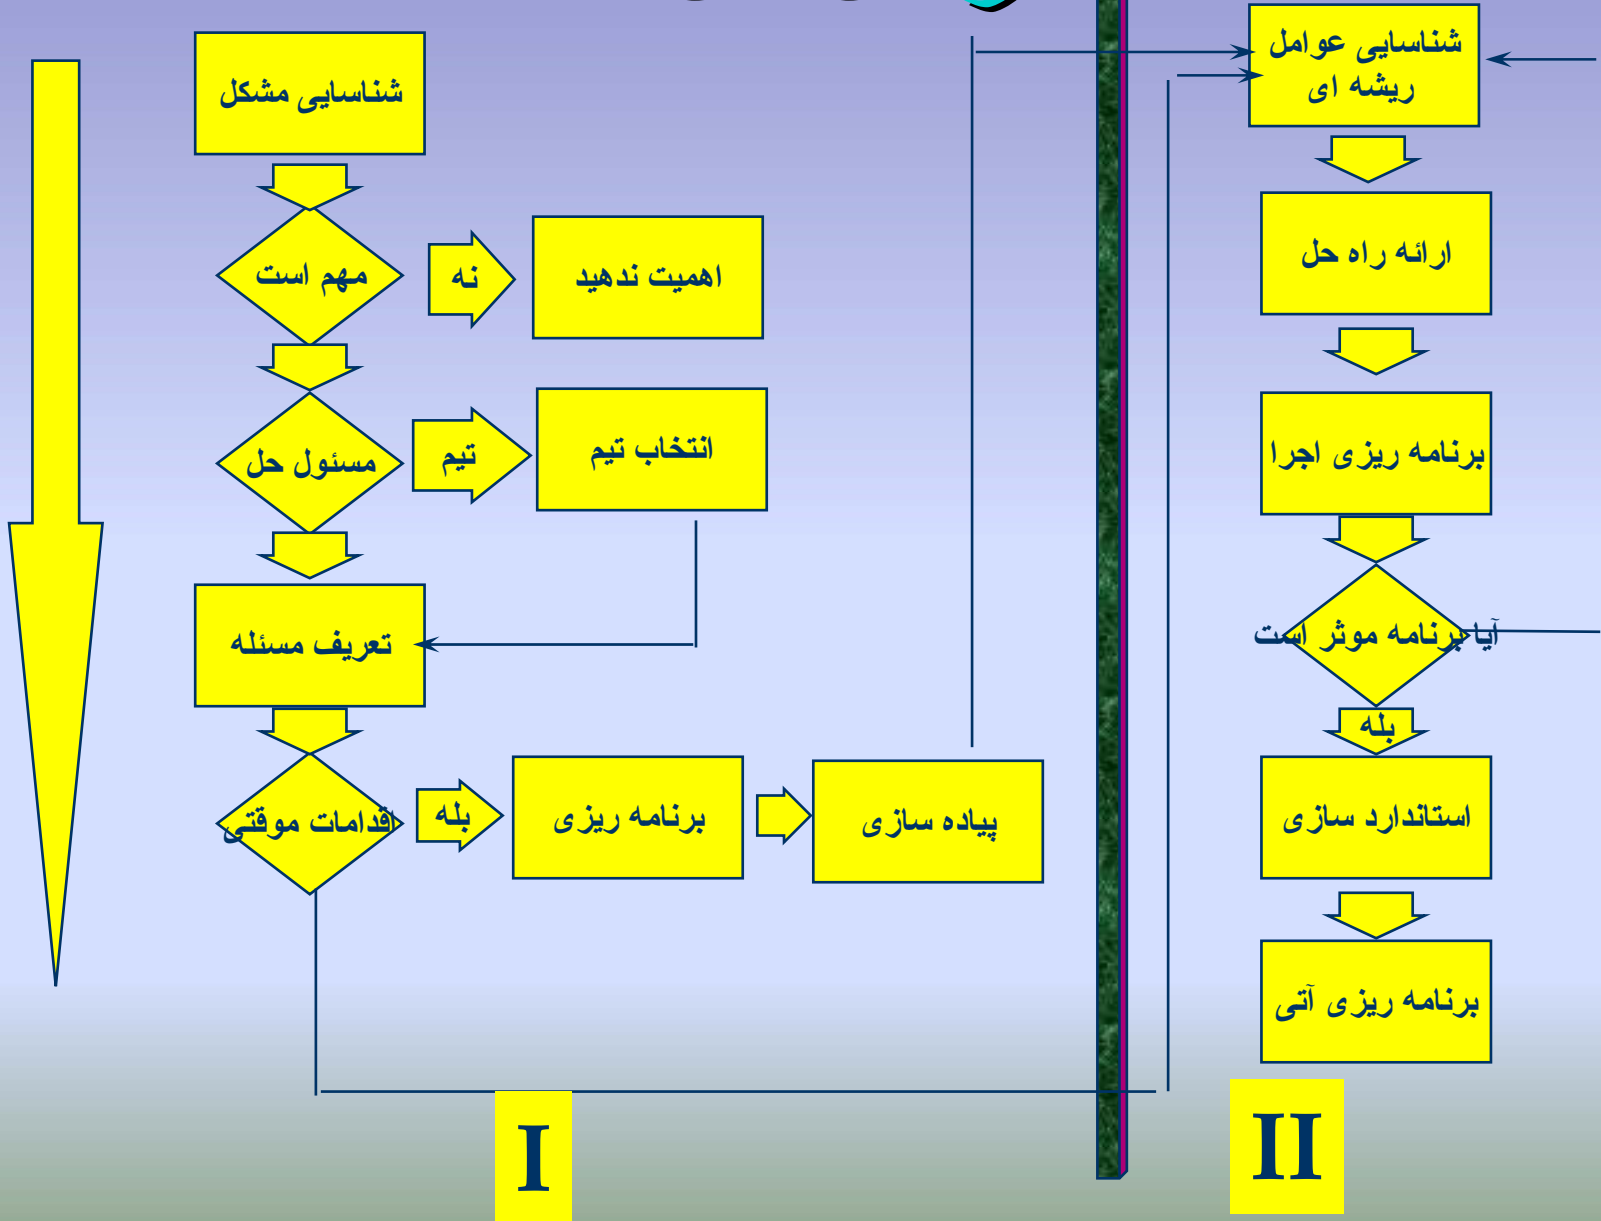 شناسایی مشکل
مهم است
نه
اهمیت ندهید
مسئول حل
تیم
انتخاب تیم
تعریف مسئله
اقدامات موقتی
بله
برنامه ریزی
پیاده سازی
I
شناسایی عوامل
ریشه ای
ارائه راه حل
برنامه ریزی اجرا
آیا برنامه موثر است
بله
استاندارد سازی
برنامه ریزی آتی
II